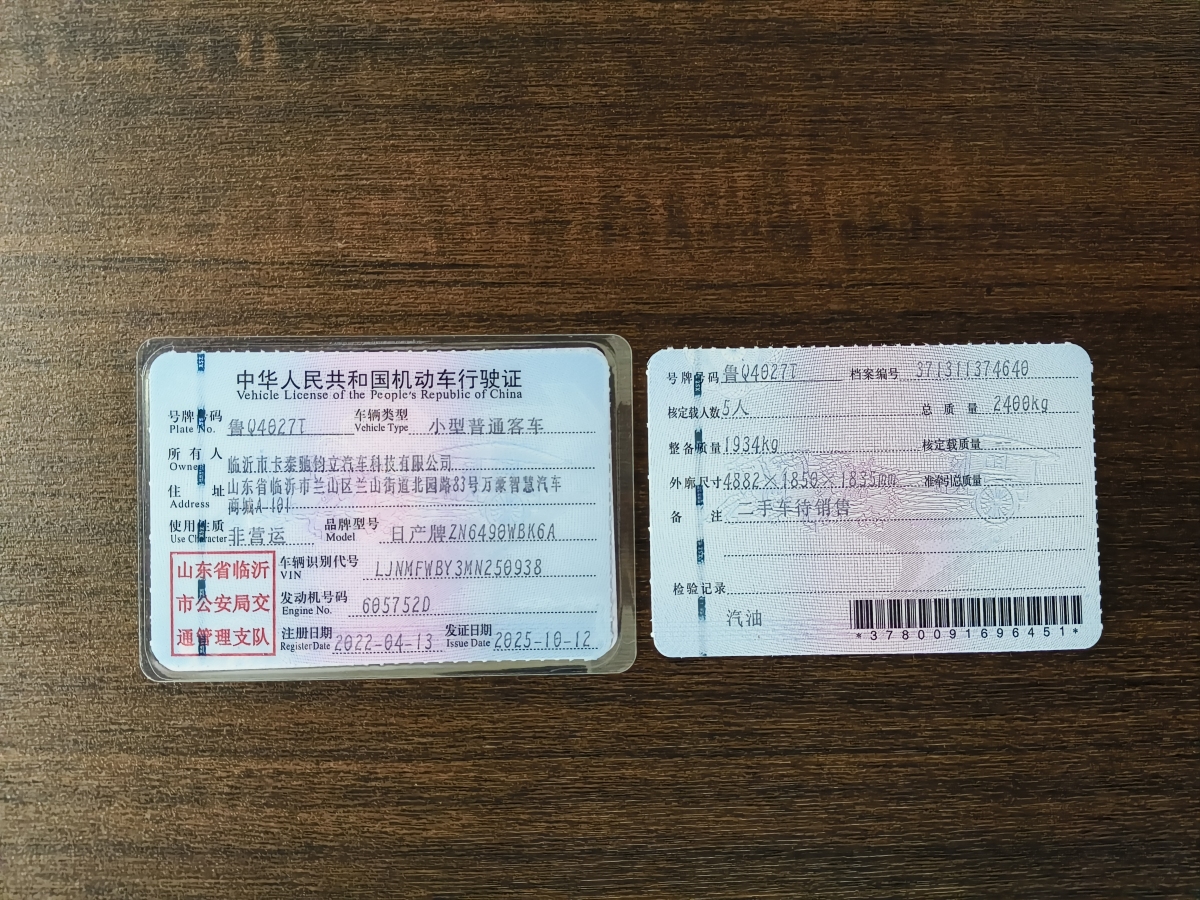 中华人民共和国机动车行驶证
Vehicle License of the People's Republic of China
号牌号码 鲁Q4027T 车辆类型 小型普通客车
Plate No. Vehicle Type
所有人 临沂市卡泰驰钧立汽车科技有限公司
Owner
住址 山东省临沂市兰山区兰山街道北园路83号万豪智慧汽车
Address 商城A-101
使用性质 非营运 品牌型号 日产牌ZN6490WBK6A
Use Character Model
山东省临沂
市公安局交
通管理支队
车辆识别代号 LJNMFWBY3MN250938
VIN
发动机号码 605752D
Engine No.
注册日期 2022-04-13 发证日期 2025-10-12
Register Date Issue Date
号牌号码 鲁Q4027T 档案编号 371311374640
核定载人数 5人 总质量 2400kg
整备质量 1934kg 核定载质量
外廓尺寸 4882×1850×1835mm 准牵引总质量
备注 二手车待销售
检验记录
汽油
*3780091696451*